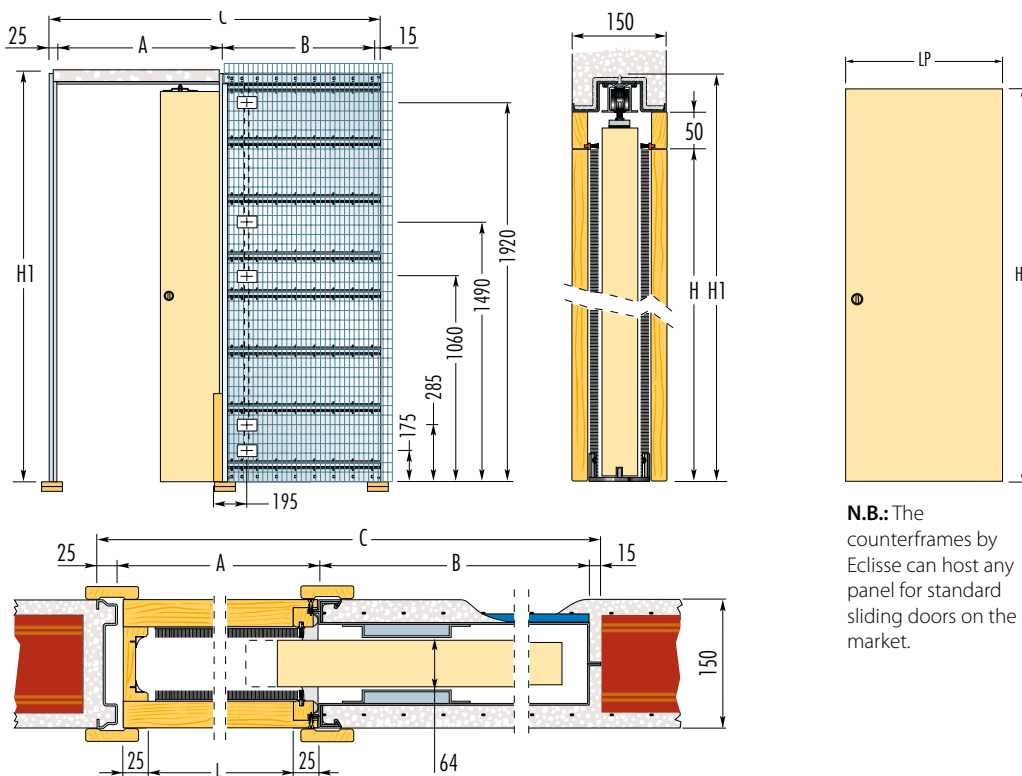 C
25
A
B
15
H1
1920
1490
1060
285
175
195
150
50
H
H1
LP
H
N.B.: The
counterframes by
Eclisse can host any
panel for standard
sliding doors on the
market.
C
25
A
B
15
150
25
L
25
64